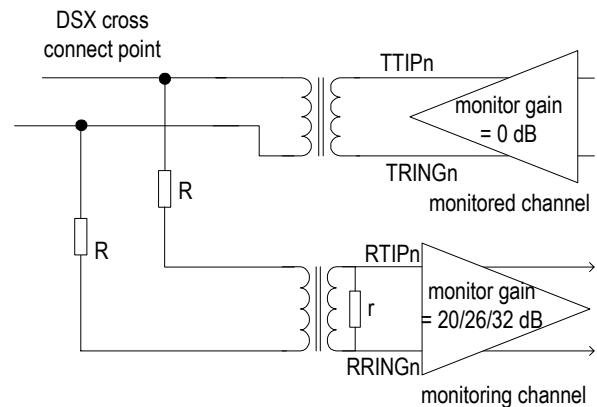 DSX cross
connect point
TTIPn
monitor gain
= 0 dB
TRINGn
monitored channel
R
R
RTIPn
monitor gain
= 20/26/32 dB
r
RRINGn
monitoring channel